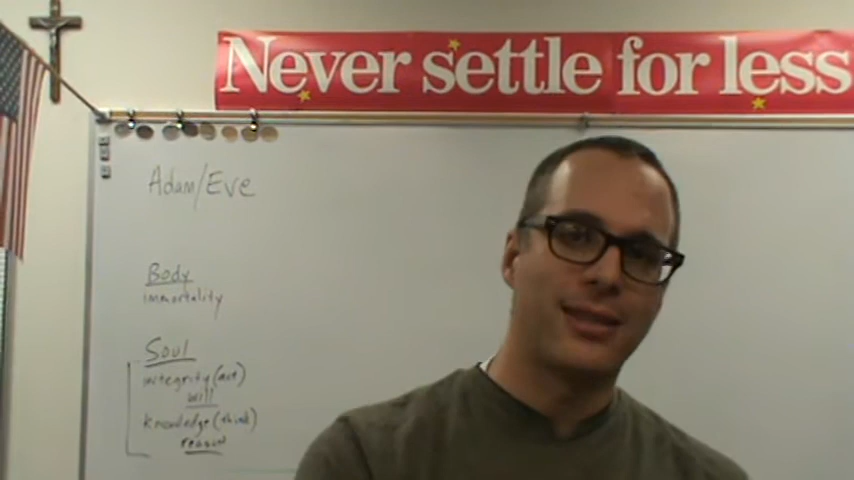 Never settle for less
Adam/Eve
Body
immortality
Soul
integrity (act)
will
knowledge (think)
reason